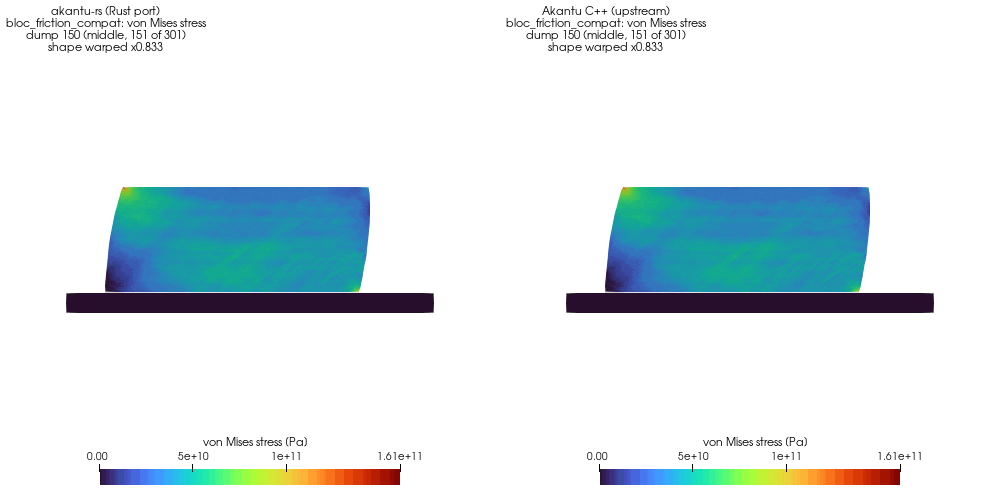 akantu-rs (Rust port)
bloc_friction_compat: von Mises stress
dump 150 (middle, 151 of 301)
shape warped x0.833
Akantu C++ (upstream)
bloc_friction_compat: von Mises stress
dump 150 (middle, 151 of 301)
shape warped x0.833
von Mises stress (Pa)
0.00 5e+10 1e+11 1.61e+11
von Mises stress (Pa)
0.00 5e+10 1e+11 1.61e+11